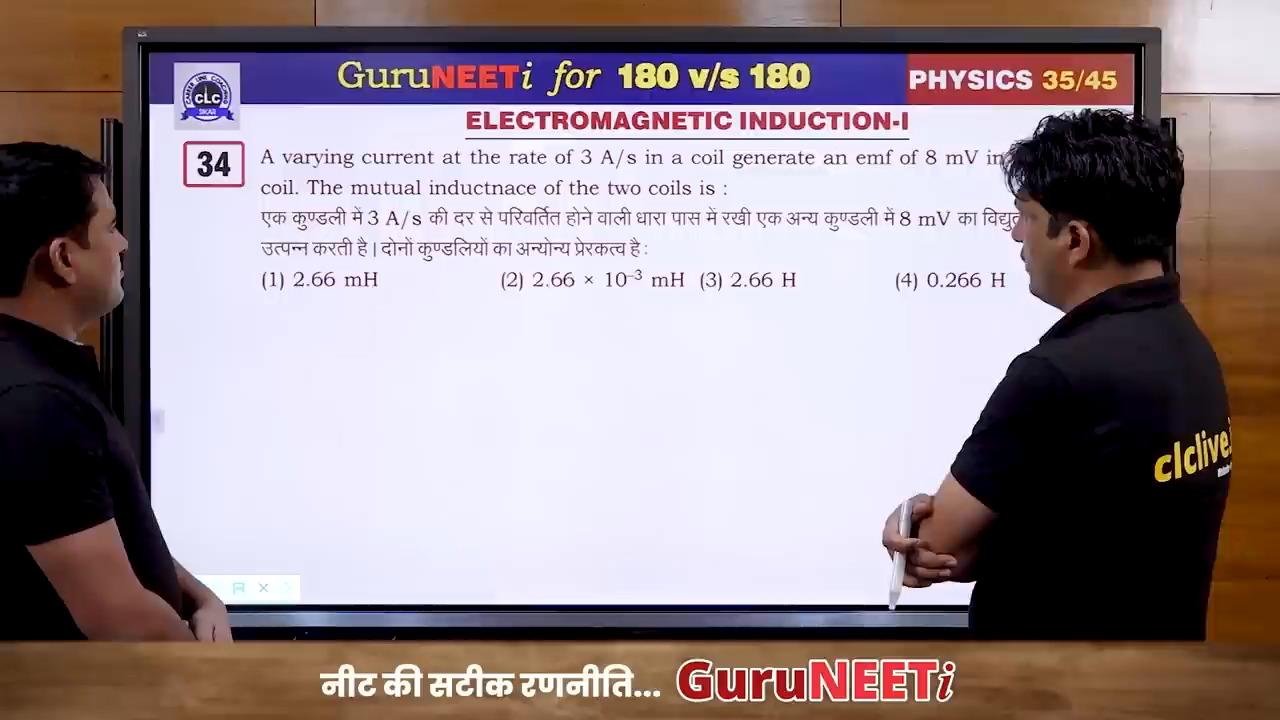 GuruNEETi for 180 v/s 180
PHYSICS 35/45
CLC
SIKAR
ELECTROMAGNETIC INDUCTION-I
34
A varying current at the rate of 3 A/s in a coil generate an emf of 8 mV in
coil. The mutual inductnace of the two coils is :
एक कुण्डली में 3 A/s की दर से परिवर्तित होने वाली धारा पास में रखी एक अन्य कुण्डली में 8 mV का
उत्पन्न करती है। दोनों कुण्डलियों का अन्योन्य प्रेरकत्व है :
(1) 2.66 mH (2) 2.66 × 10⁻³ mH (3) 2.66 H (4) 0.266 H
clclive.
नीट की सटीक रणनीति... GuruNEETi